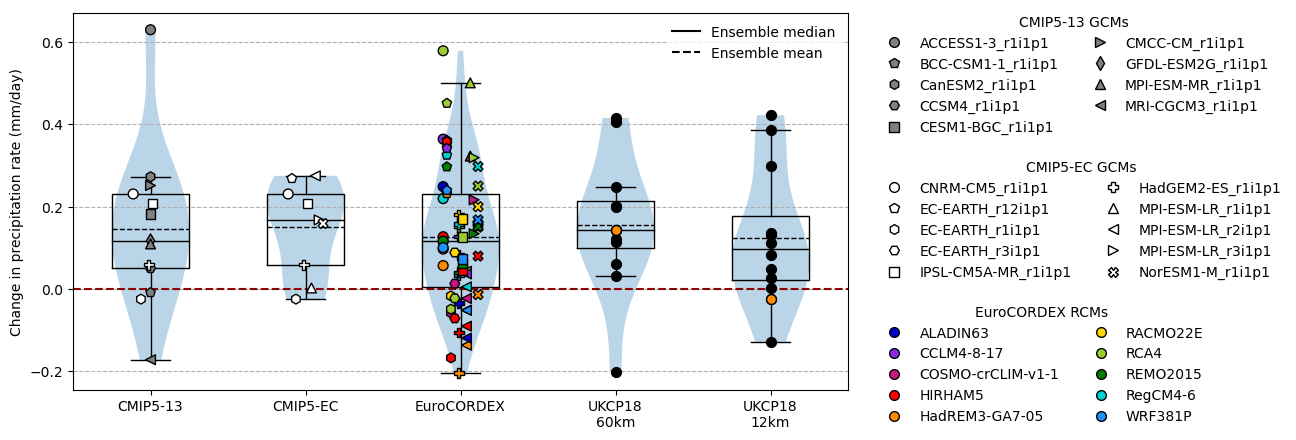 Change in precipitation rate (mm/day)
0.6
0.4
0.2
0.0
−0.2
Ensemble median
Ensemble mean
CMIP5-13
CMIP5-EC
EuroCORDEX
UKCP18
60km
UKCP18
12km
CMIP5-13 GCMs
ACCESS1-3_r1i1p1
BCC-CSM1-1_r1i1p1
CanESM2_r1i1p1
CCSM4_r1i1p1
CESM1-BGC_r1i1p1
CMCC-CM_r1i1p1
GFDL-ESM2G_r1i1p1
MPI-ESM-MR_r1i1p1
MRI-CGCM3_r1i1p1
CMIP5-EC GCMs
CNRM-CM5_r1i1p1
EC-EARTH_r12i1p1
EC-EARTH_r1i1p1
EC-EARTH_r3i1p1
IPSL-CM5A-MR_r1i1p1
HadGEM2-ES_r1i1p1
MPI-ESM-LR_r1i1p1
MPI-ESM-LR_r2i1p1
MPI-ESM-LR_r3i1p1
NorESM1-M_r1i1p1
EuroCORDEX RCMs
ALADIN63
CCLM4-8-17
COSMO-crCLIM-v1-1
HIRHAM5
HadREM3-GA7-05
RACMO22E
RCA4
REMO2015
RegCM4-6
WRF381P